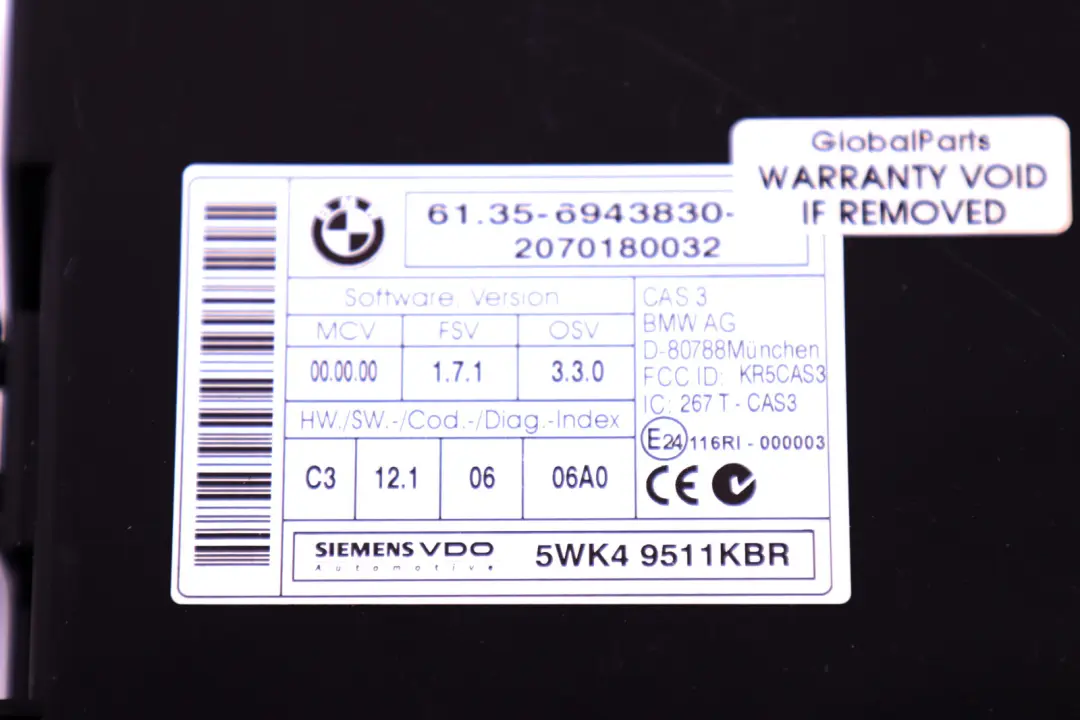 GlobalParts
WARRANTY VOID
IF REMOVED
61.35-6943830-
2070180032
Software. Version
MCV FSV OSV
00.00.00 1.7.1 3.3.0
HW./SW.-/Cod.-/Diag.-Index
C3 12.1 06 06A0
CAS 3
BMW AG
D-80788München
FCC ID: KR5CAS3
IC: 267 T - CAS3
E24 116RI - 000003
CE
SIEMENS VDO
Automotive
5WK4 9511KBR